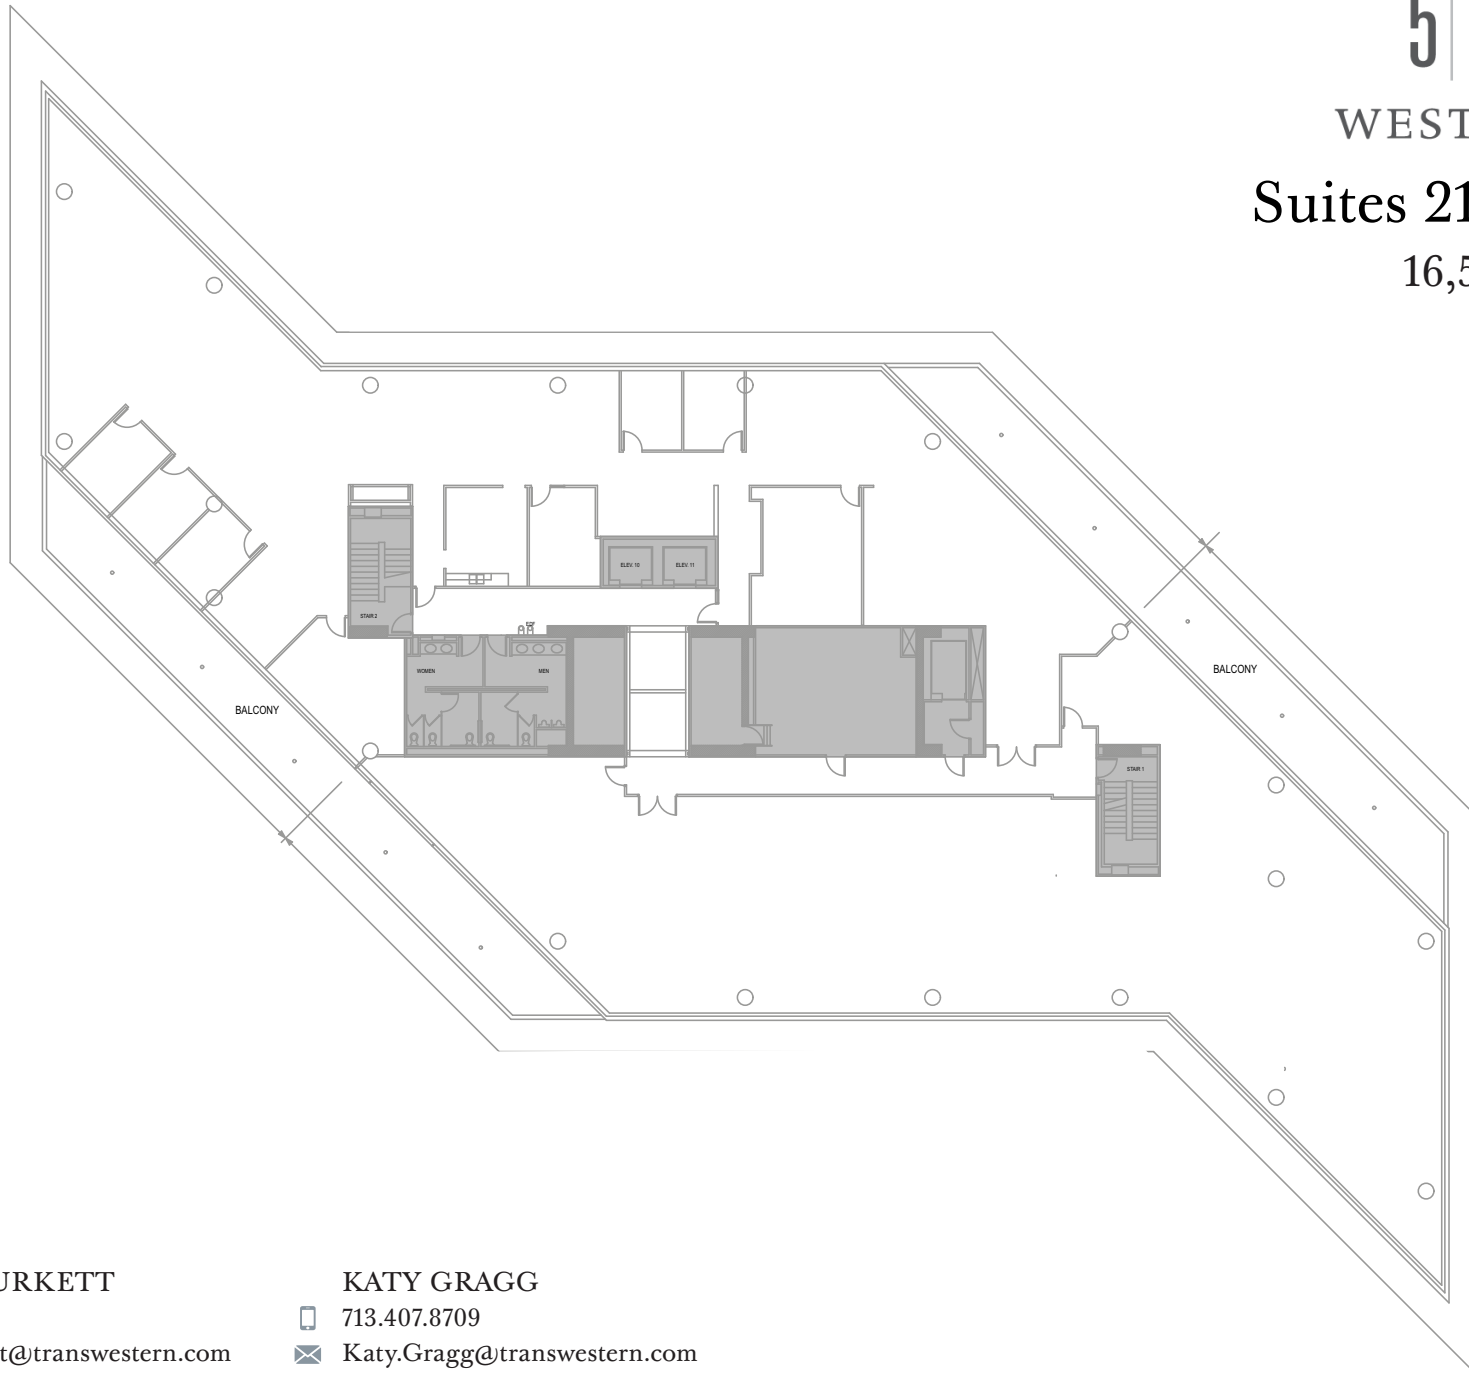 5
WEST
Suites 21
16,5
ELEV. 10
ELEV. 11
STAIR 2
WOMEN
MEN
BALCONY
BALCONY
STAIR 1
URKETT
KATY GRAGG
713.407.8709
t@transwestern.com
Katy.Gragg@transwestern.com